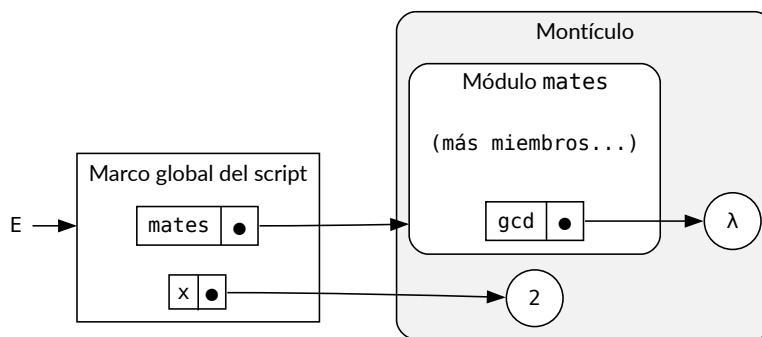 Montículo
Módulo mates
(más miembros...)
Marco global del script
E
mates
gcd
λ
x
2